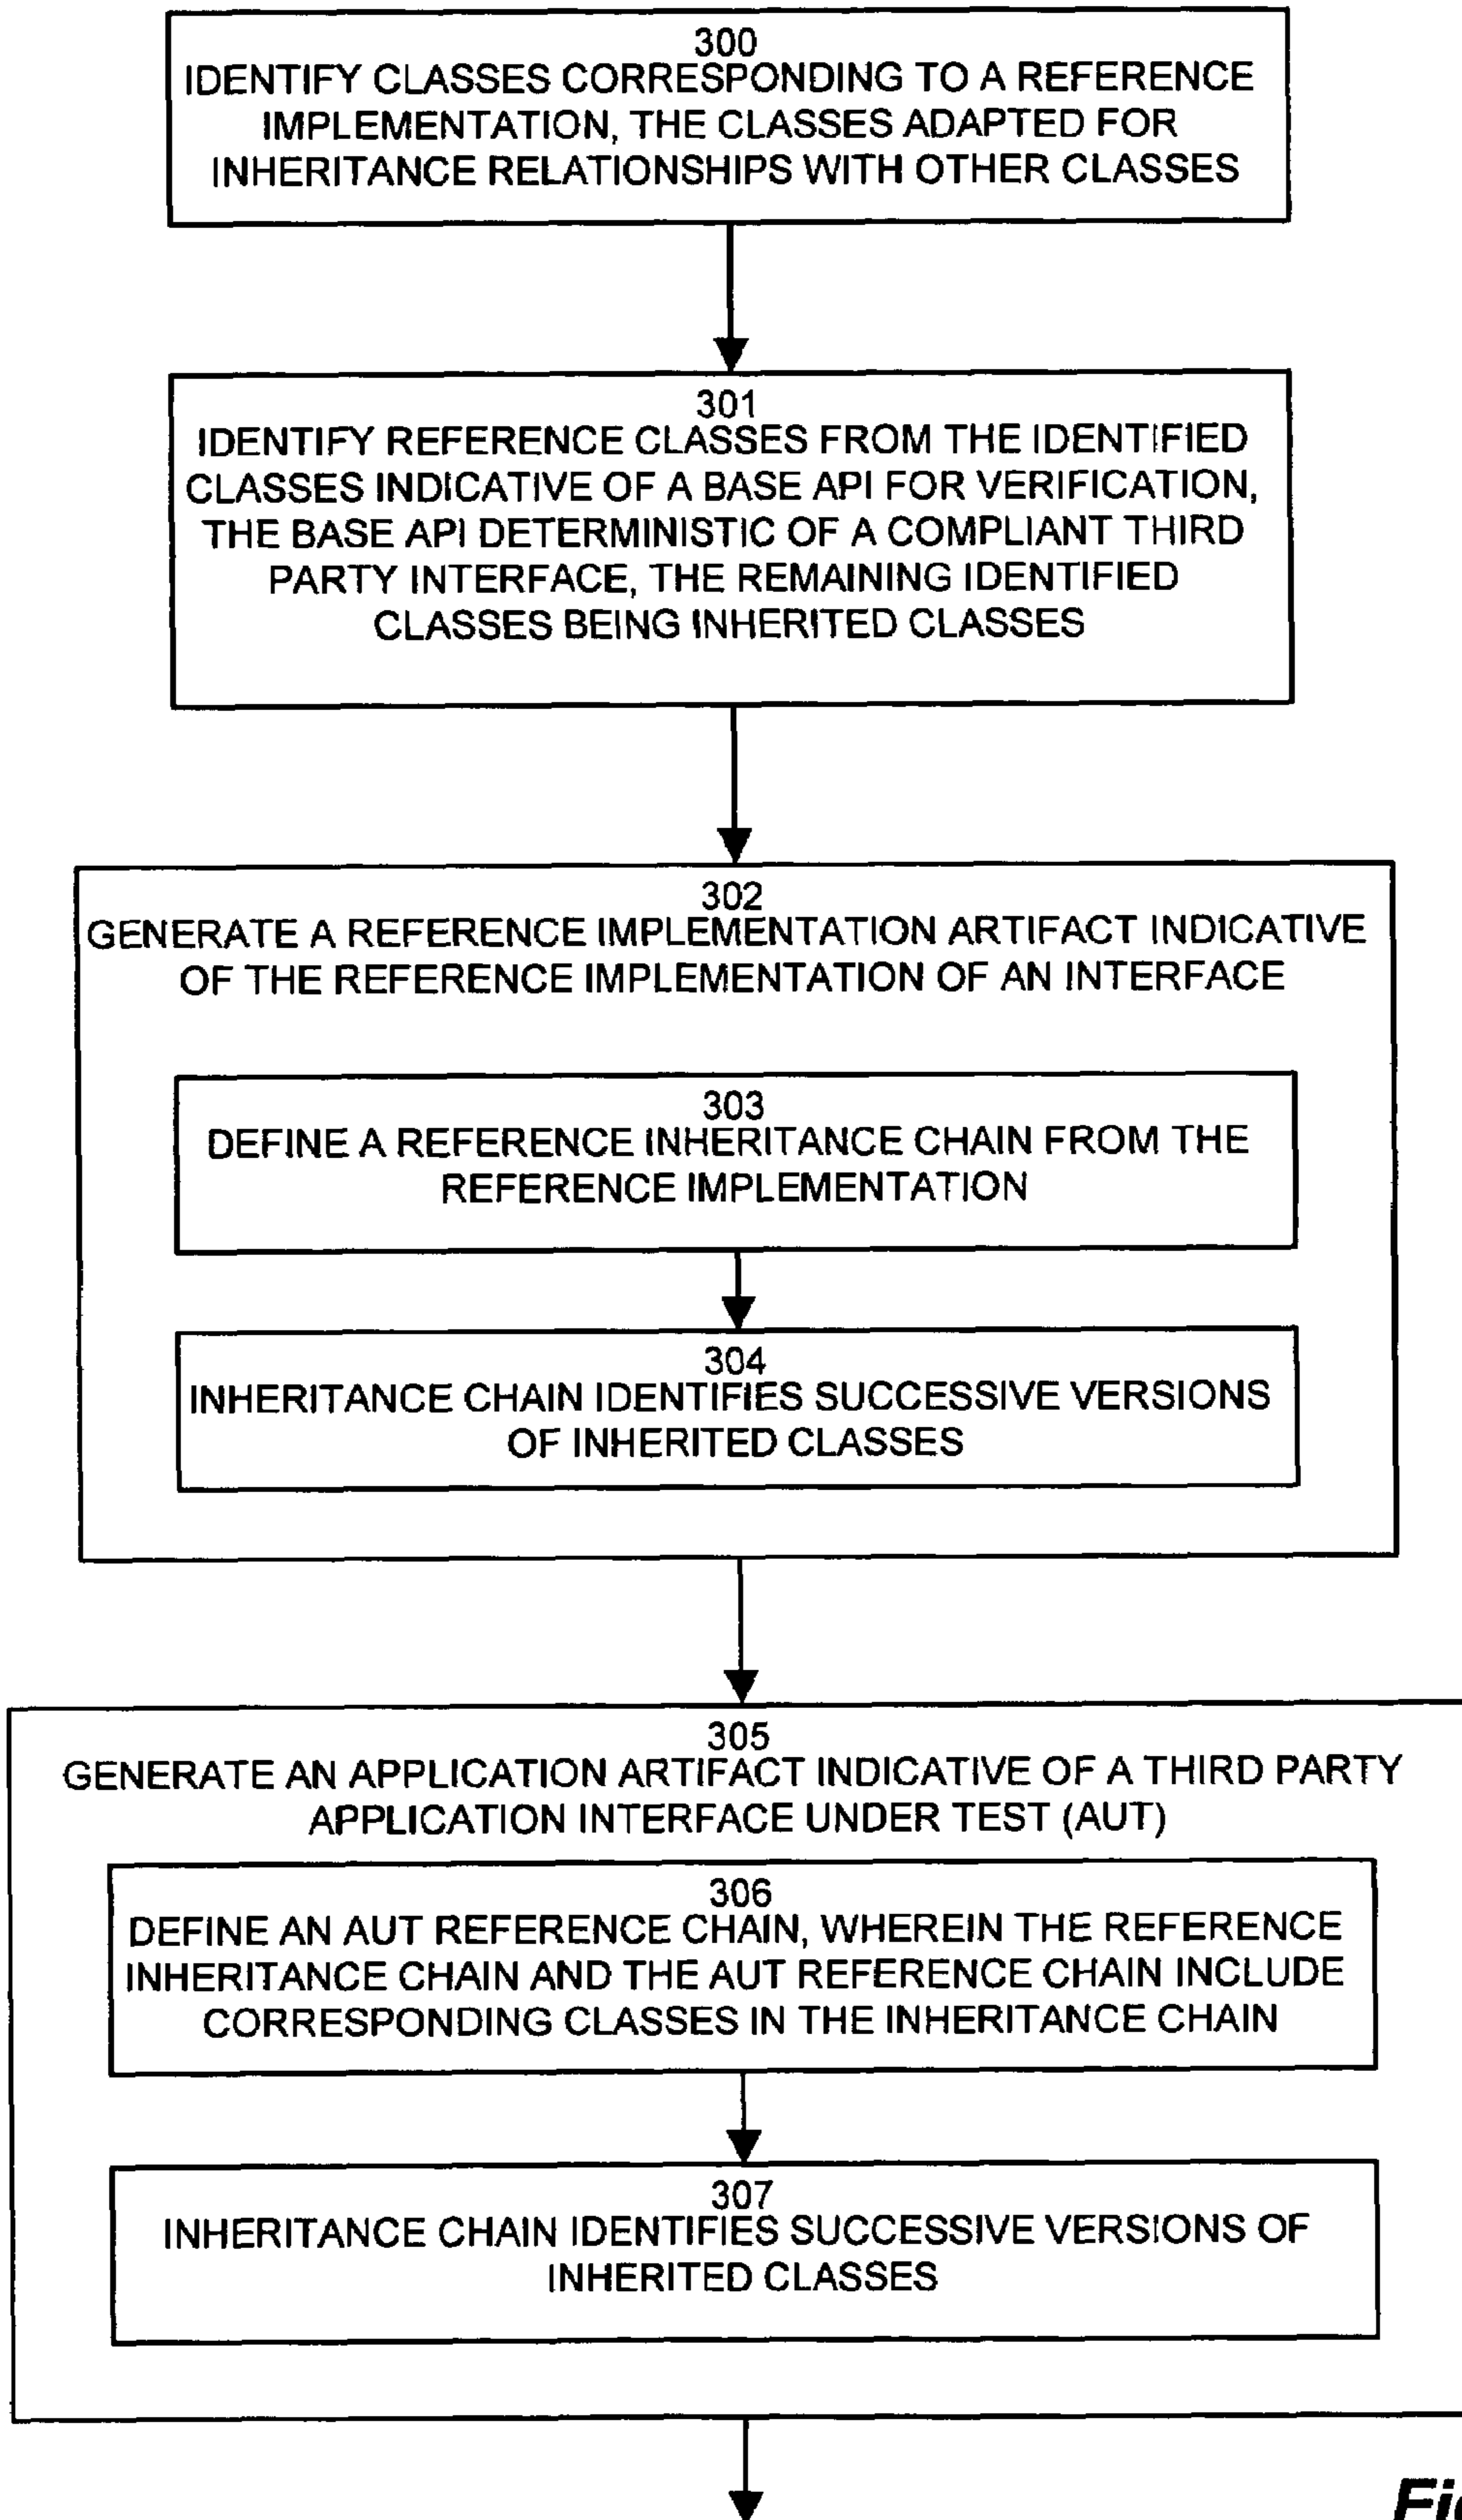 300
IDENTIFY CLASSES CORRESPONDING TO A REFERENCE
IMPLEMENTATION, THE CLASSES ADAPTED FOR
INHERITANCE RELATIONSHIPS WITH OTHER CLASSES
301
IDENTIFY REFERENCE CLASSES FROM THE IDENTIFIED
CLASSES INDICATIVE OF A BASE API FOR VERIFICATION,
THE BASE API DETERMINISTIC OF A COMPLIANT THIRD
PARTY INTERFACE, THE REMAINING IDENTIFIED
CLASSES BEING INHERITED CLASSES
302
GENERATE A REFERENCE IMPLEMENTATION ARTIFACT INDICATIVE
OF THE REFERENCE IMPLEMENTATION OF AN INTERFACE
303
DEFINE A REFERENCE INHERITANCE CHAIN FROM THE
REFERENCE IMPLEMENTATION
304
INHERITANCE CHAIN IDENTIFIES SUCCESSIVE VERSIONS
OF INHERITED CLASSES
305
GENERATE AN APPLICATION ARTIFACT INDICATIVE OF A THIRD PARTY
APPLICATION INTERFACE UNDER TEST (AUT)
306
DEFINE AN AUT REFERENCE CHAIN, WHEREIN THE REFERENCE
INHERITANCE CHAIN AND THE AUT REFERENCE CHAIN INCLUDE
CORRESPONDING CLASSES IN THE INHERITANCE CHAIN
307
INHERITANCE CHAIN IDENTIFIES SUCCESSIVE VERSIONS OF
INHERITED CLASSES